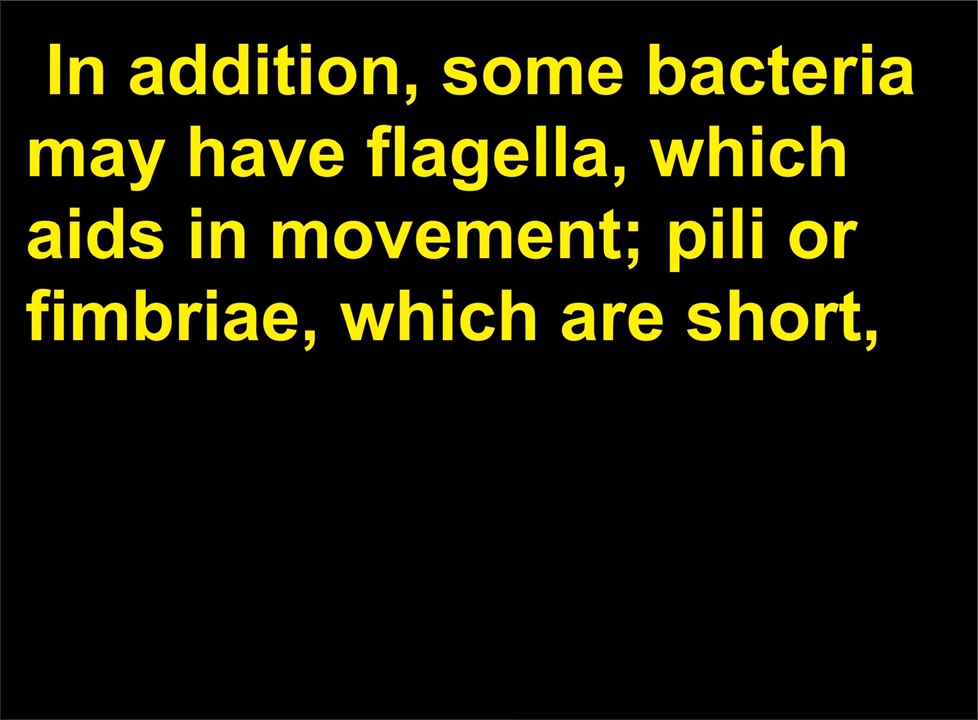 In addition, some bacteria
may have flagella, which
aids in movement; pili or
fimbriae, which are short,